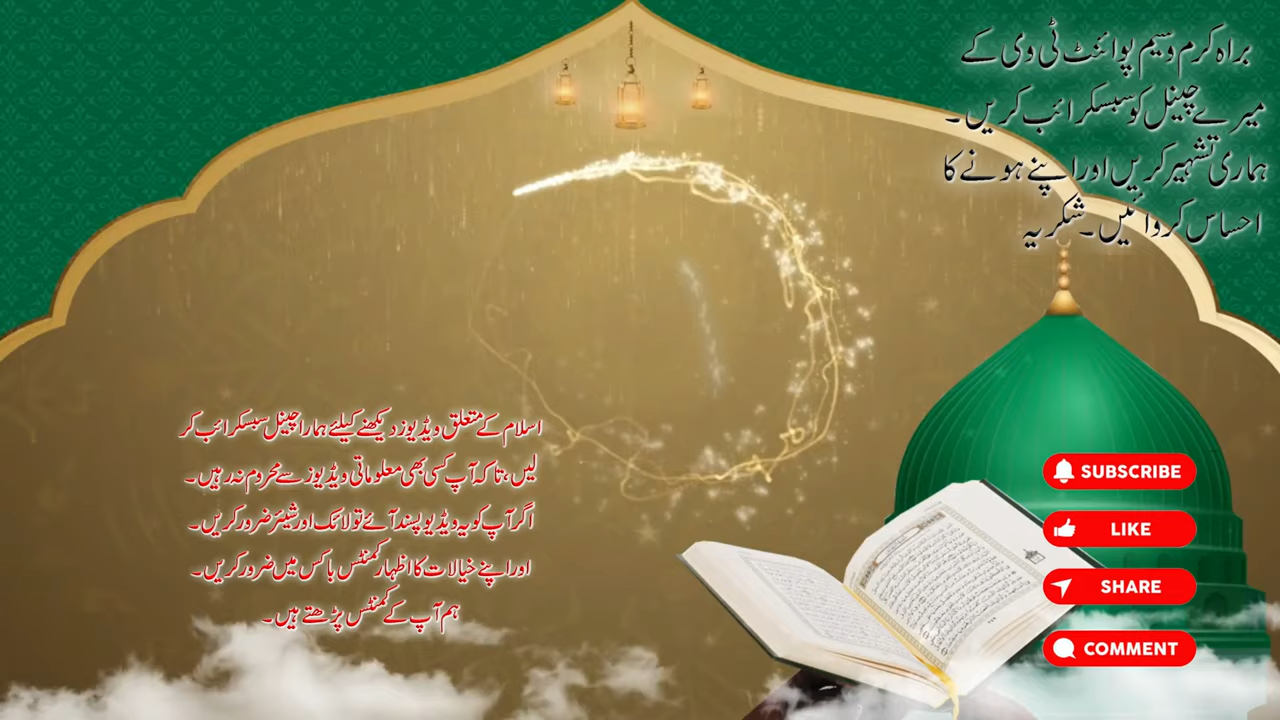 براہ کرم وسیم پوائنٹ ٹی وی کے
میرے چینل کو سبسکرائب کریں۔
ہماری تشہیر کریں اور اپنے ہونے کا
احساس کروائیں۔ شکریہ
اسلام کے متعلق ویڈیوز دیکھنے کیلئے ہمارا چینل سبسکرائب کر
لیں، تاکہ آپ کسی بھی معلوماتی ویڈیوز سے محروم نہ رہیں۔
اگر آپ کو یہ ویڈیو پسند آئے تو لائک اور شیئر ضرور کریں۔
اور اپنے خیالات کا اظہار کمنٹس باکس میں ضرور کریں۔
ہم آپ کے کمنٹس پڑھتے ہیں۔
SUBSCRIBE
LIKE
SHARE
COMMENT